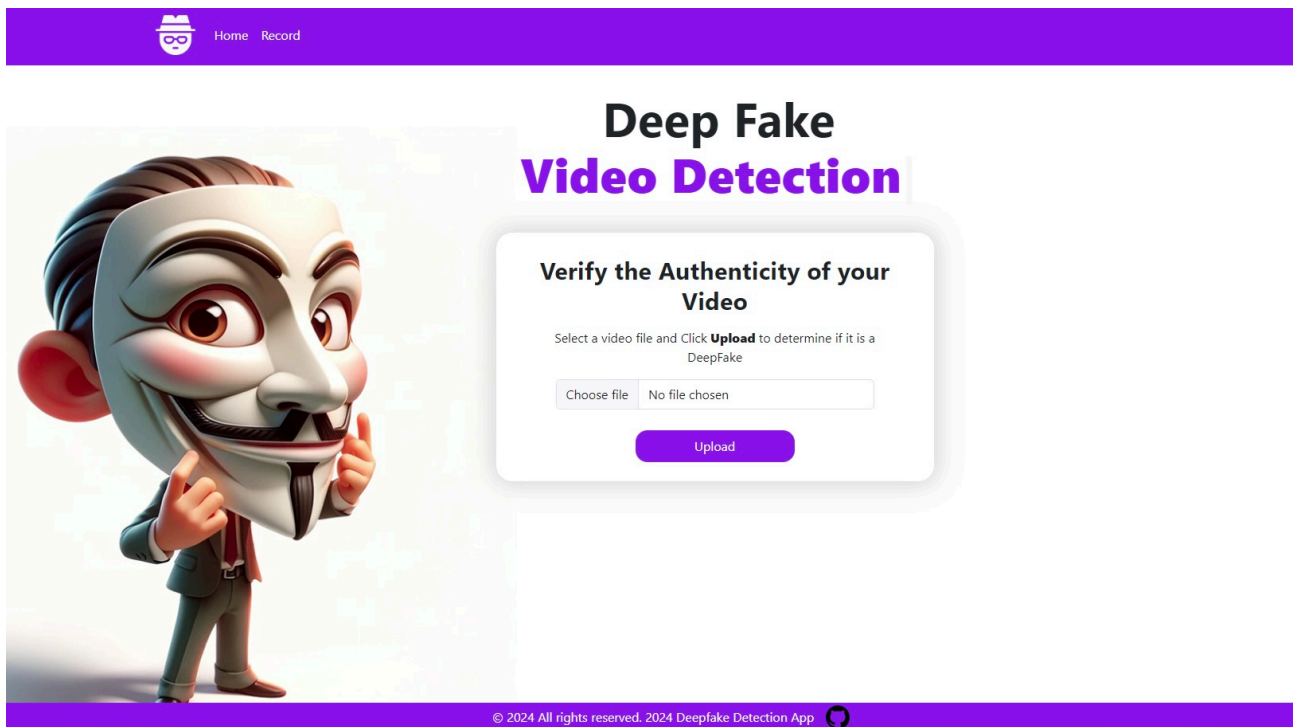 Home Record
Deep Fake
Video Detection
Verify the Authenticity of your
Video
Select a video file and Click Upload to determine if it is a
DeepFake
Choose file No file chosen
Upload
© 2024 All rights reserved. 2024 Deepfake Detection App